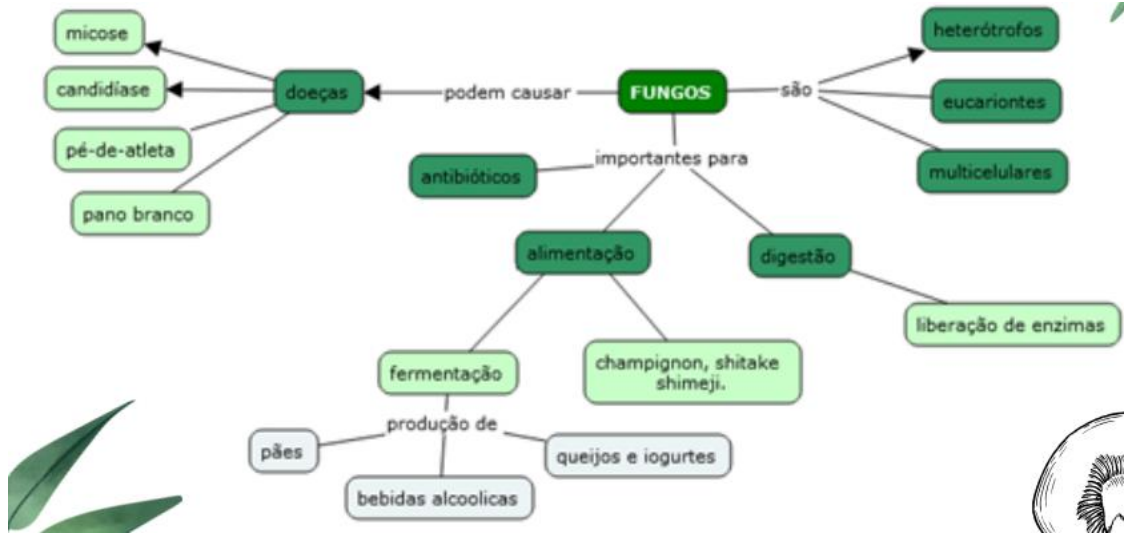 FUNGOS
podem causar
doeças
micose
candidíase
pé-de-atleta
pano branco
são
heterótrofos
eucariontes
multicelulares
importantes para
antibióticos
alimentação
digestão
liberação de enzimas
fermentação
champignon, shitake
shimeji.
produção de
pães
bebidas alcoolicas
queijos e iogurtes